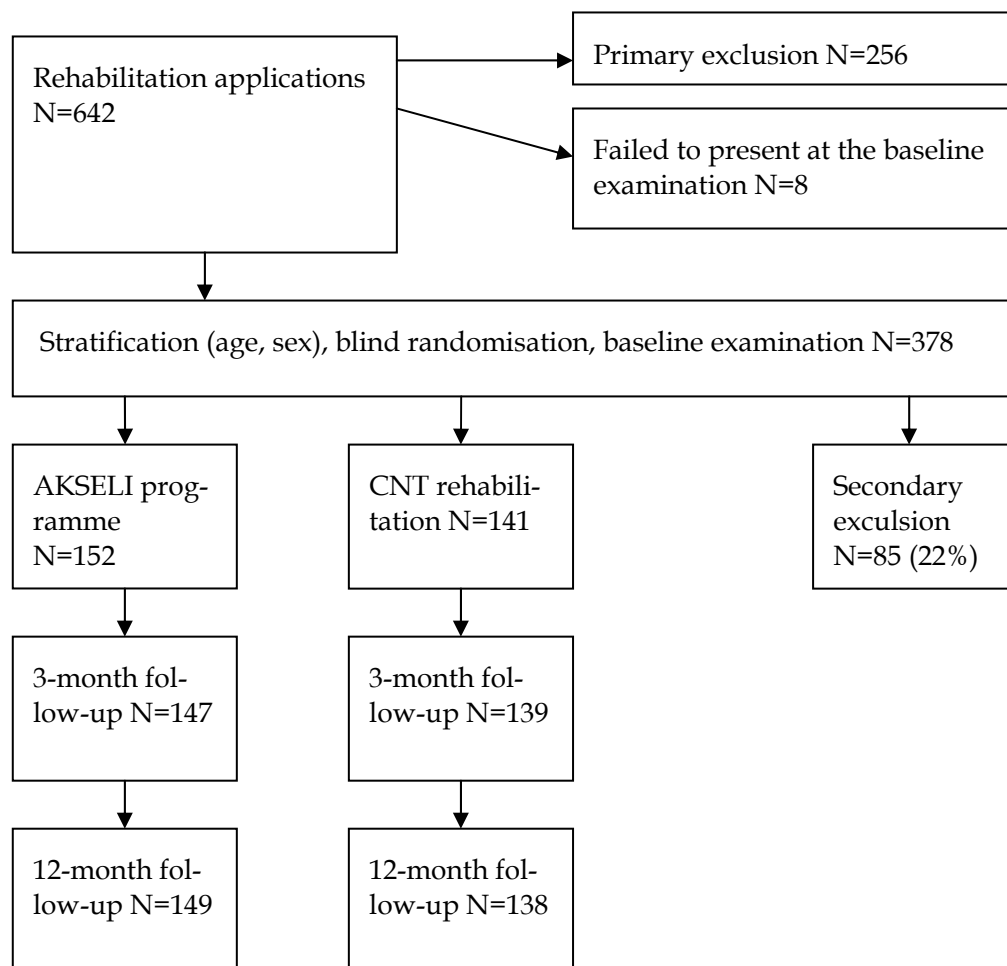 Rehabilitation applications
N=642
Primary exclusion N=256
Failed to present at the baseline
examination N=8
Stratification (age, sex), blind randomisation, baseline examination N=378
AKSELI prog-
ramme
N=152
CNT rehabili-
tation N=141
Secondary
exculsion
N=85 (22%)
3-month fol-
low-up N=147
3-month fol-
low-up N=139
12-month fol-
low-up N=149
12-month fol-
low-up N=138